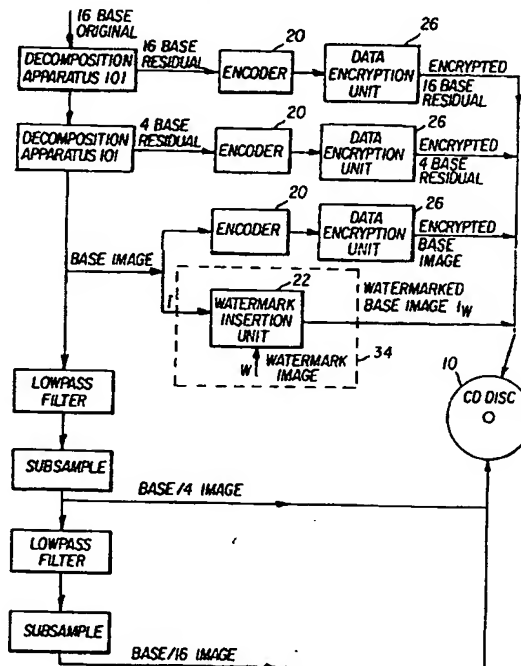 16 BASE
ORIGINAL
DECOMPOSITION
APPARATUS 101
16 BASE
RESIDUAL
20
ENCODER
26
DATA
ENCRYPTION
UNIT
ENCRYPTED
16 BASE
RESIDUAL
DECOMPOSITION
APPARATUS 101
4 BASE
RESIDUAL
20
ENCODER
26
DATA
ENCRYPTION
UNIT
ENCRYPTED
4 BASE
RESIDUAL
20
ENCODER
26
DATA
ENCRYPTION
UNIT
ENCRYPTED
BASE
IMAGE
BASE IMAGE
I
22
WATERMARK
INSERTION
UNIT
WATERMARKED
BASE IMAGE IW
W
WATERMARK
IMAGE
34
10
CD DISC
LOWPASS
FILTER
SUBSAMPLE
BASE/4 IMAGE
LOWPASS
FILTER
SUBSAMPLE
BASE/16 IMAGE